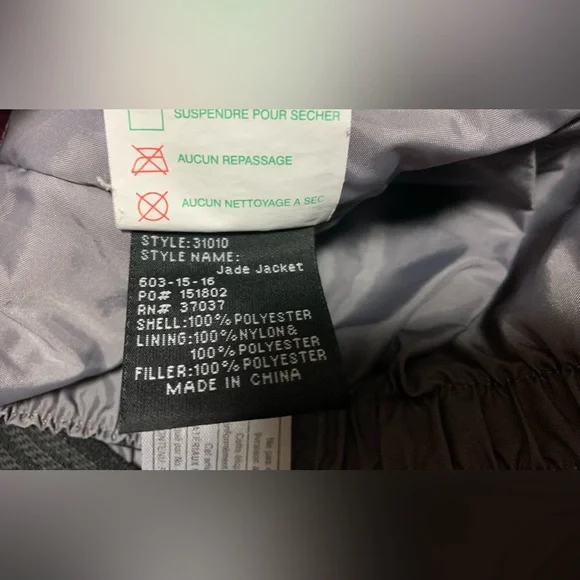 SUSPENDRE POUR SECHER
AUCUN REPASSAGE
AUCUN NETTOYAGE A SEC
STYLE:31010
STYLE NAME:
Jade Jacket
603-15-16
PO# 151802
RN# 37037
SHELL:100%POLYESTER
LINING:100%NYLON&
100%POLYESTER
FILLER:100%POLYESTER
MADE IN CHINA